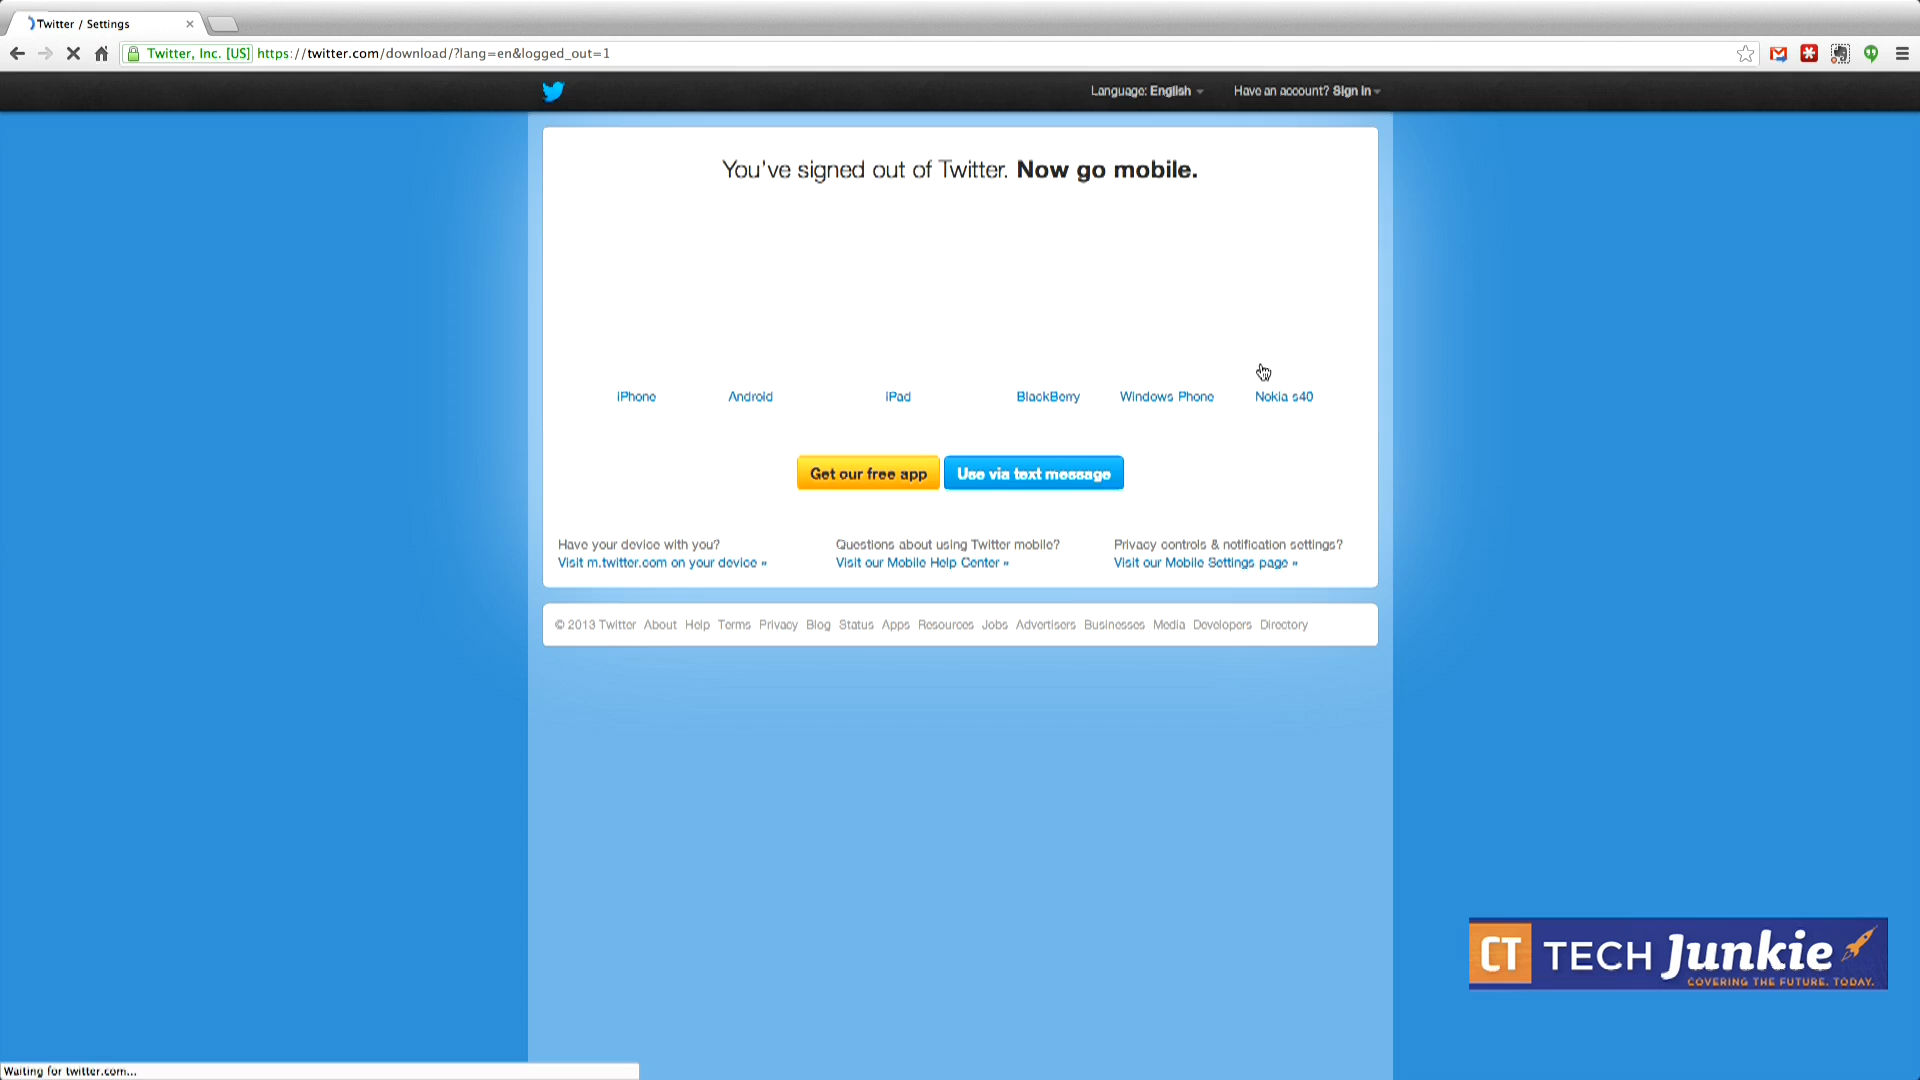 Twitter / Settings
Twitter, Inc. [US] https://twitter.com/download/?lang=en&logged_out=1
Language: English Have an account? Sign in
You've signed out of Twitter. Now go mobile.
iPhone Android iPad BlackBerry Windows Phone Nokia s40
Get our free app Use via text message
Have your device with you? Questions about using Twitter mobile? Privacy controls & notification settings?
Visit m.twitter.com on your device » Visit our Mobile Help Center » Visit our Mobile Settings page »
© 2013 Twitter About Help Terms Privacy Blog Status Apps Resources Jobs Advertisers Businesses Media Developers Directory
CT TECH Junkie
COVERING THE FUTURE. TODAY.
Waiting for twitter.com...